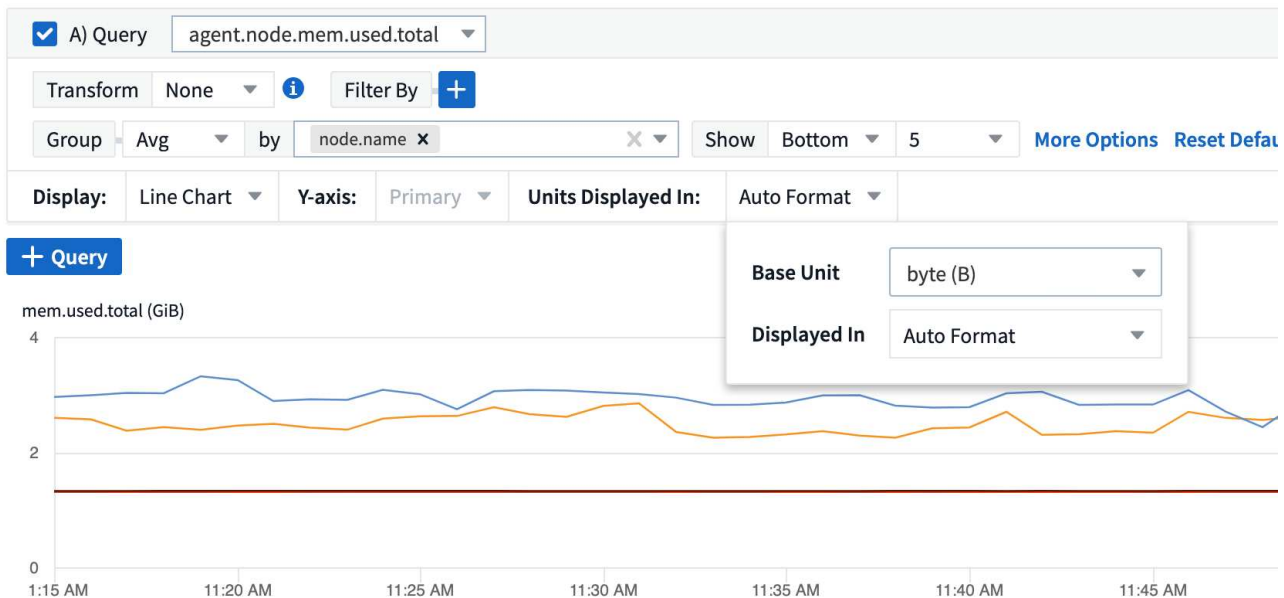 A) Query agent.node.mem.used.total
Transform None i Filter By +
Group Avg by node.name × Show Bottom 5 More Options Reset Defau
Display: Line Chart Y-axis: Primary Units Displayed In: Auto Format
+ Query
Base Unit byte (B)
Displayed In Auto Format
mem.used.total (GiB)
4
2
0
1:15 AM 11:20 AM 11:25 AM 11:30 AM 11:35 AM 11:40 AM 11:45 AM